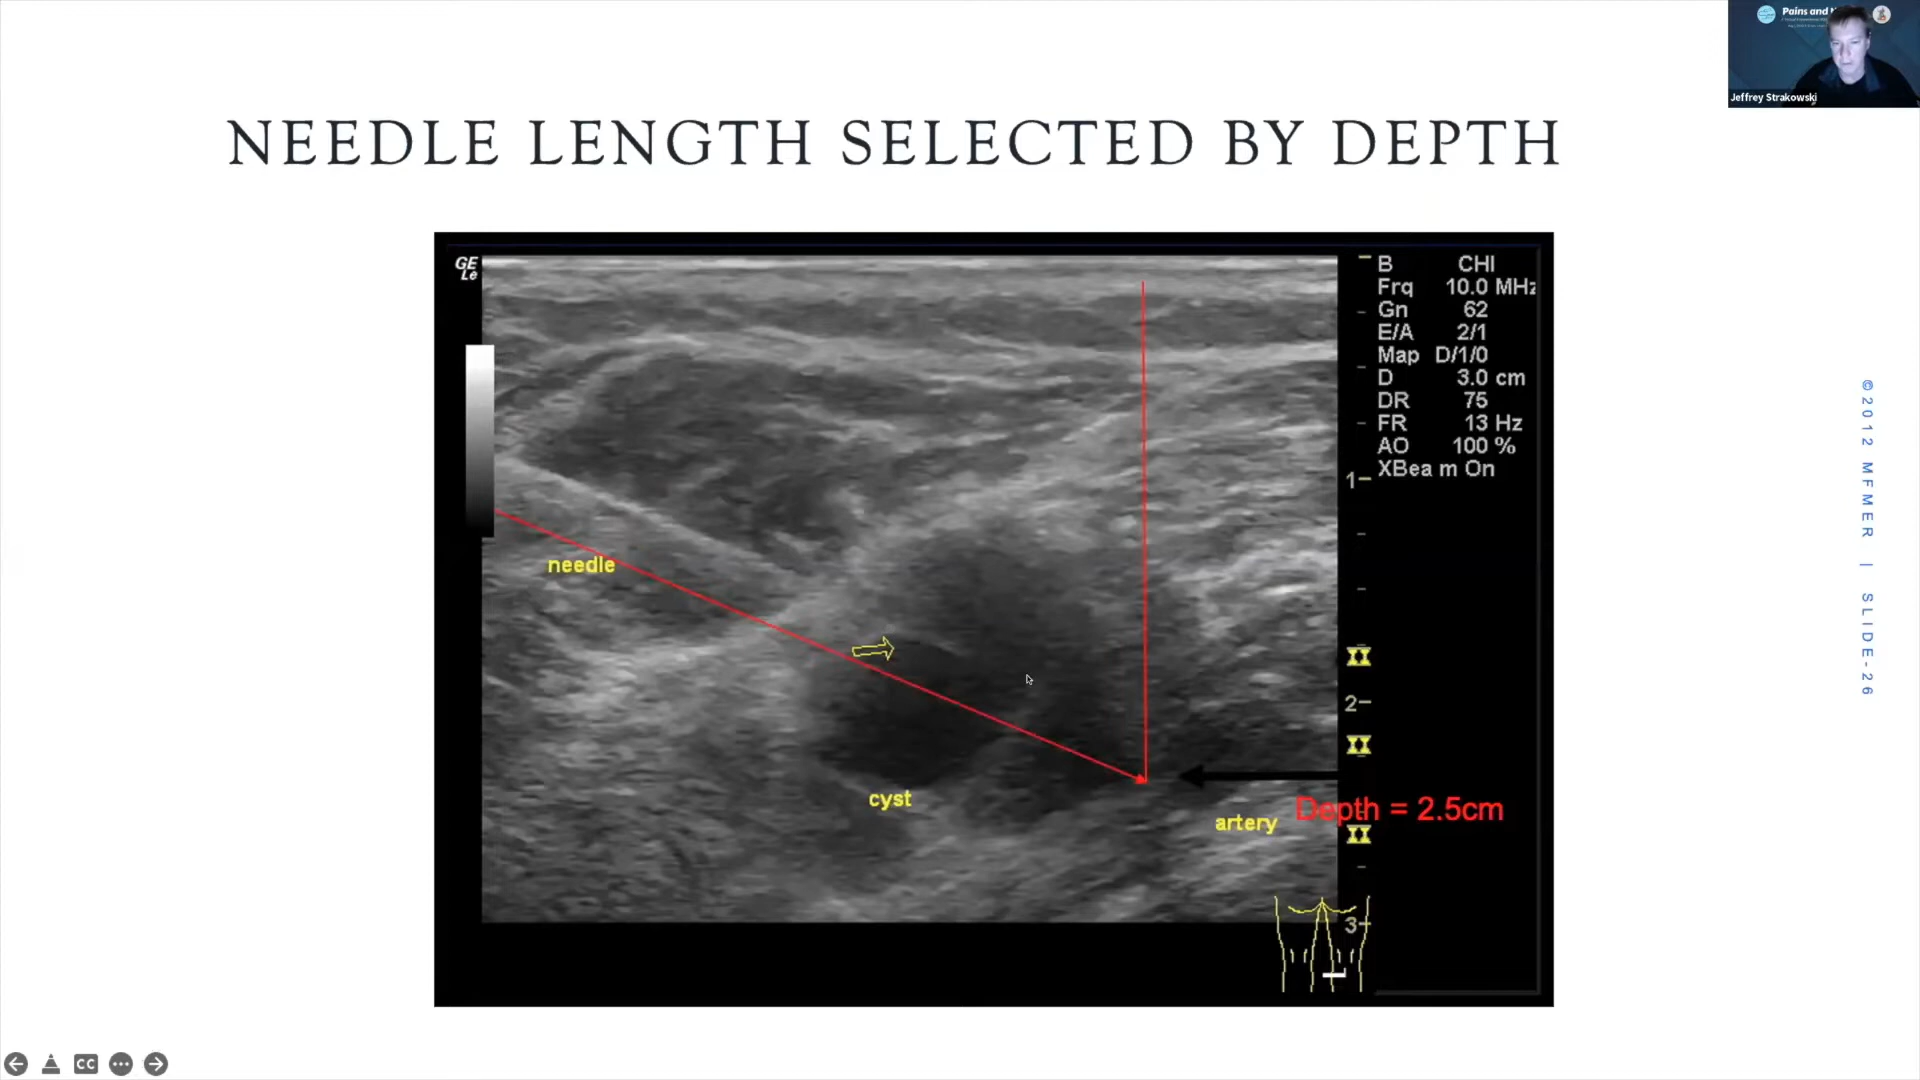 Pains and
Jeffrey Strakowski
NEEDLE LENGTH SELECTED BY DEPTH
GE
Le
B CHI
Frq 10.0 MHz
Gn 62
E/A 2/1
Map D/1/0
D 3.0 cm
DR 75
FR 13 Hz
AO 100 %
XBea m On
1
needle
2
cyst
artery
Depth = 2.5cm
3
©2012 MFMER | SLIDE-26
CC